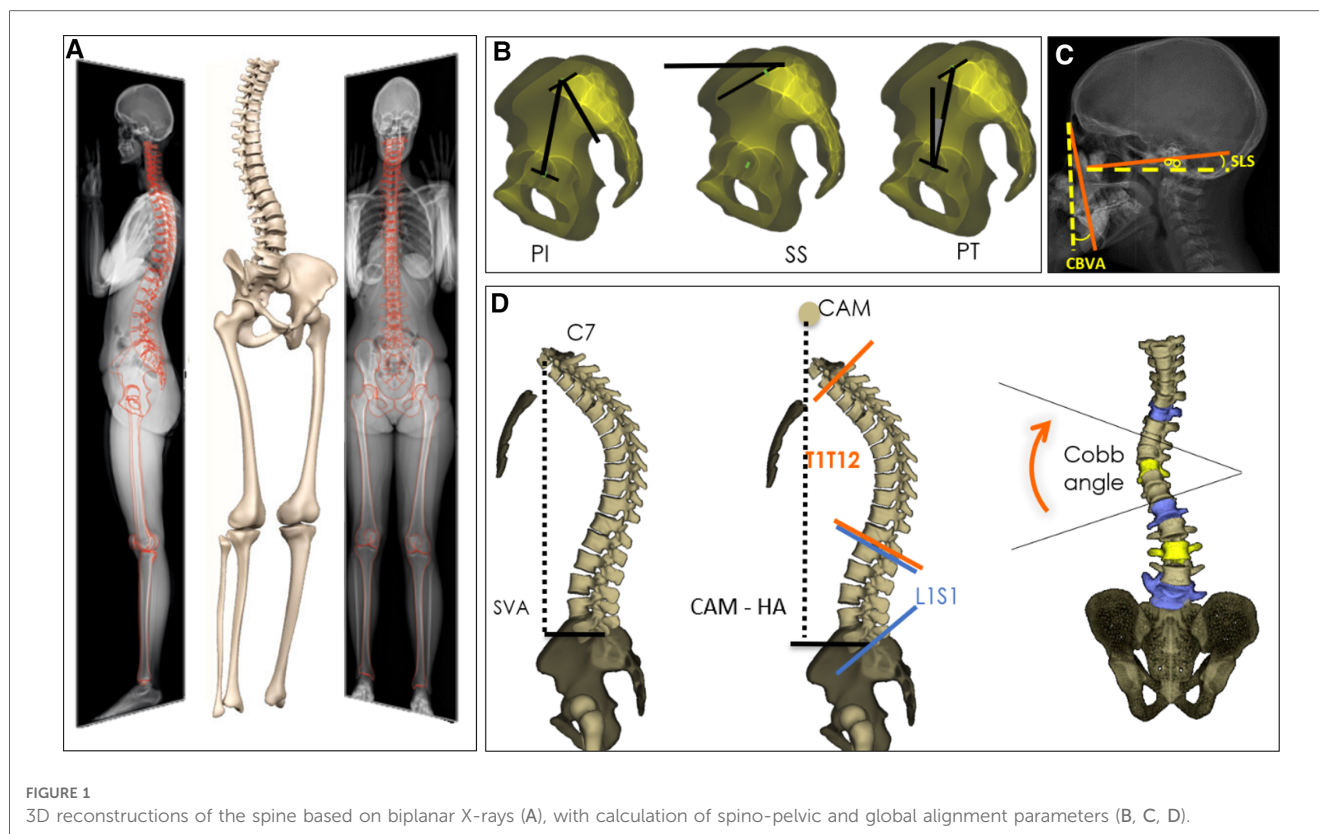 A
B
PI
SS
PT
C
SLS
CBVA
D
C7
SVA
CAM
T1T12
CAM - HA
L1S1
Cobb
angle
FIGURE 1
3D reconstructions of the spine based on biplanar X-rays (A), with calculation of spino-pelvic and global alignment parameters (B, C, D).